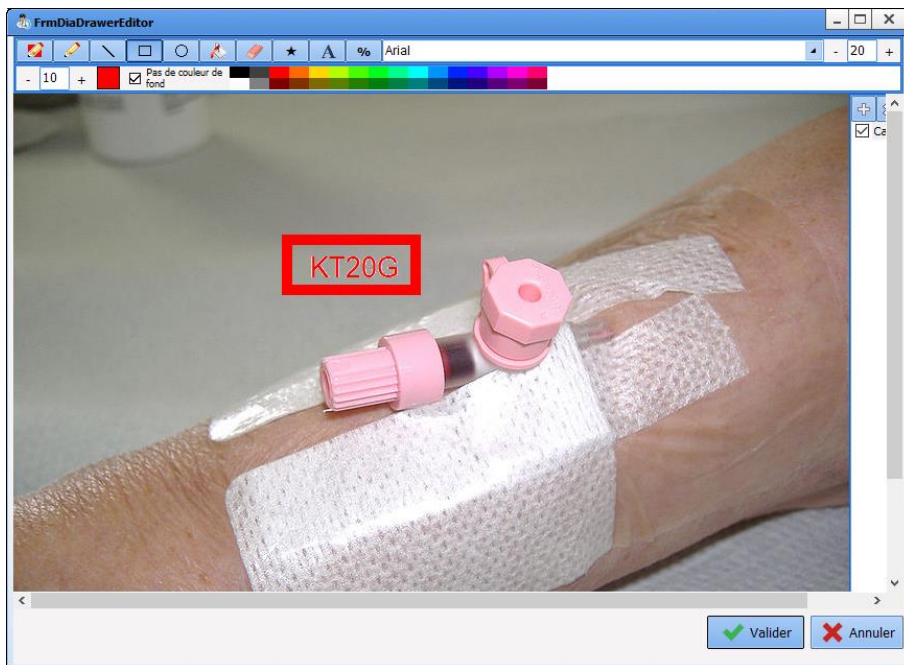 FrmDiaDrawerEditor
A % Arial - 20 +
- 10 + Pas de couleur de
fond
Ca
KT20G
Valider Annuler